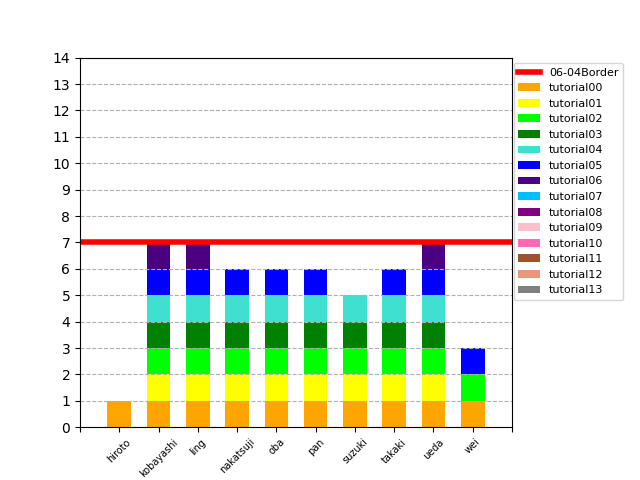 14
13
12
11
10
9
8
7
6
5
4
3
2
1
0
hiroto
kobayashi
ling
nakatsuji
oba
pan
suzuki
takaki
ueda
wei
06-04Border
tutorial00
tutorial01
tutorial02
tutorial03
tutorial04
tutorial05
tutorial06
tutorial07
tutorial08
tutorial09
tutorial10
tutorial11
tutorial12
tutorial13